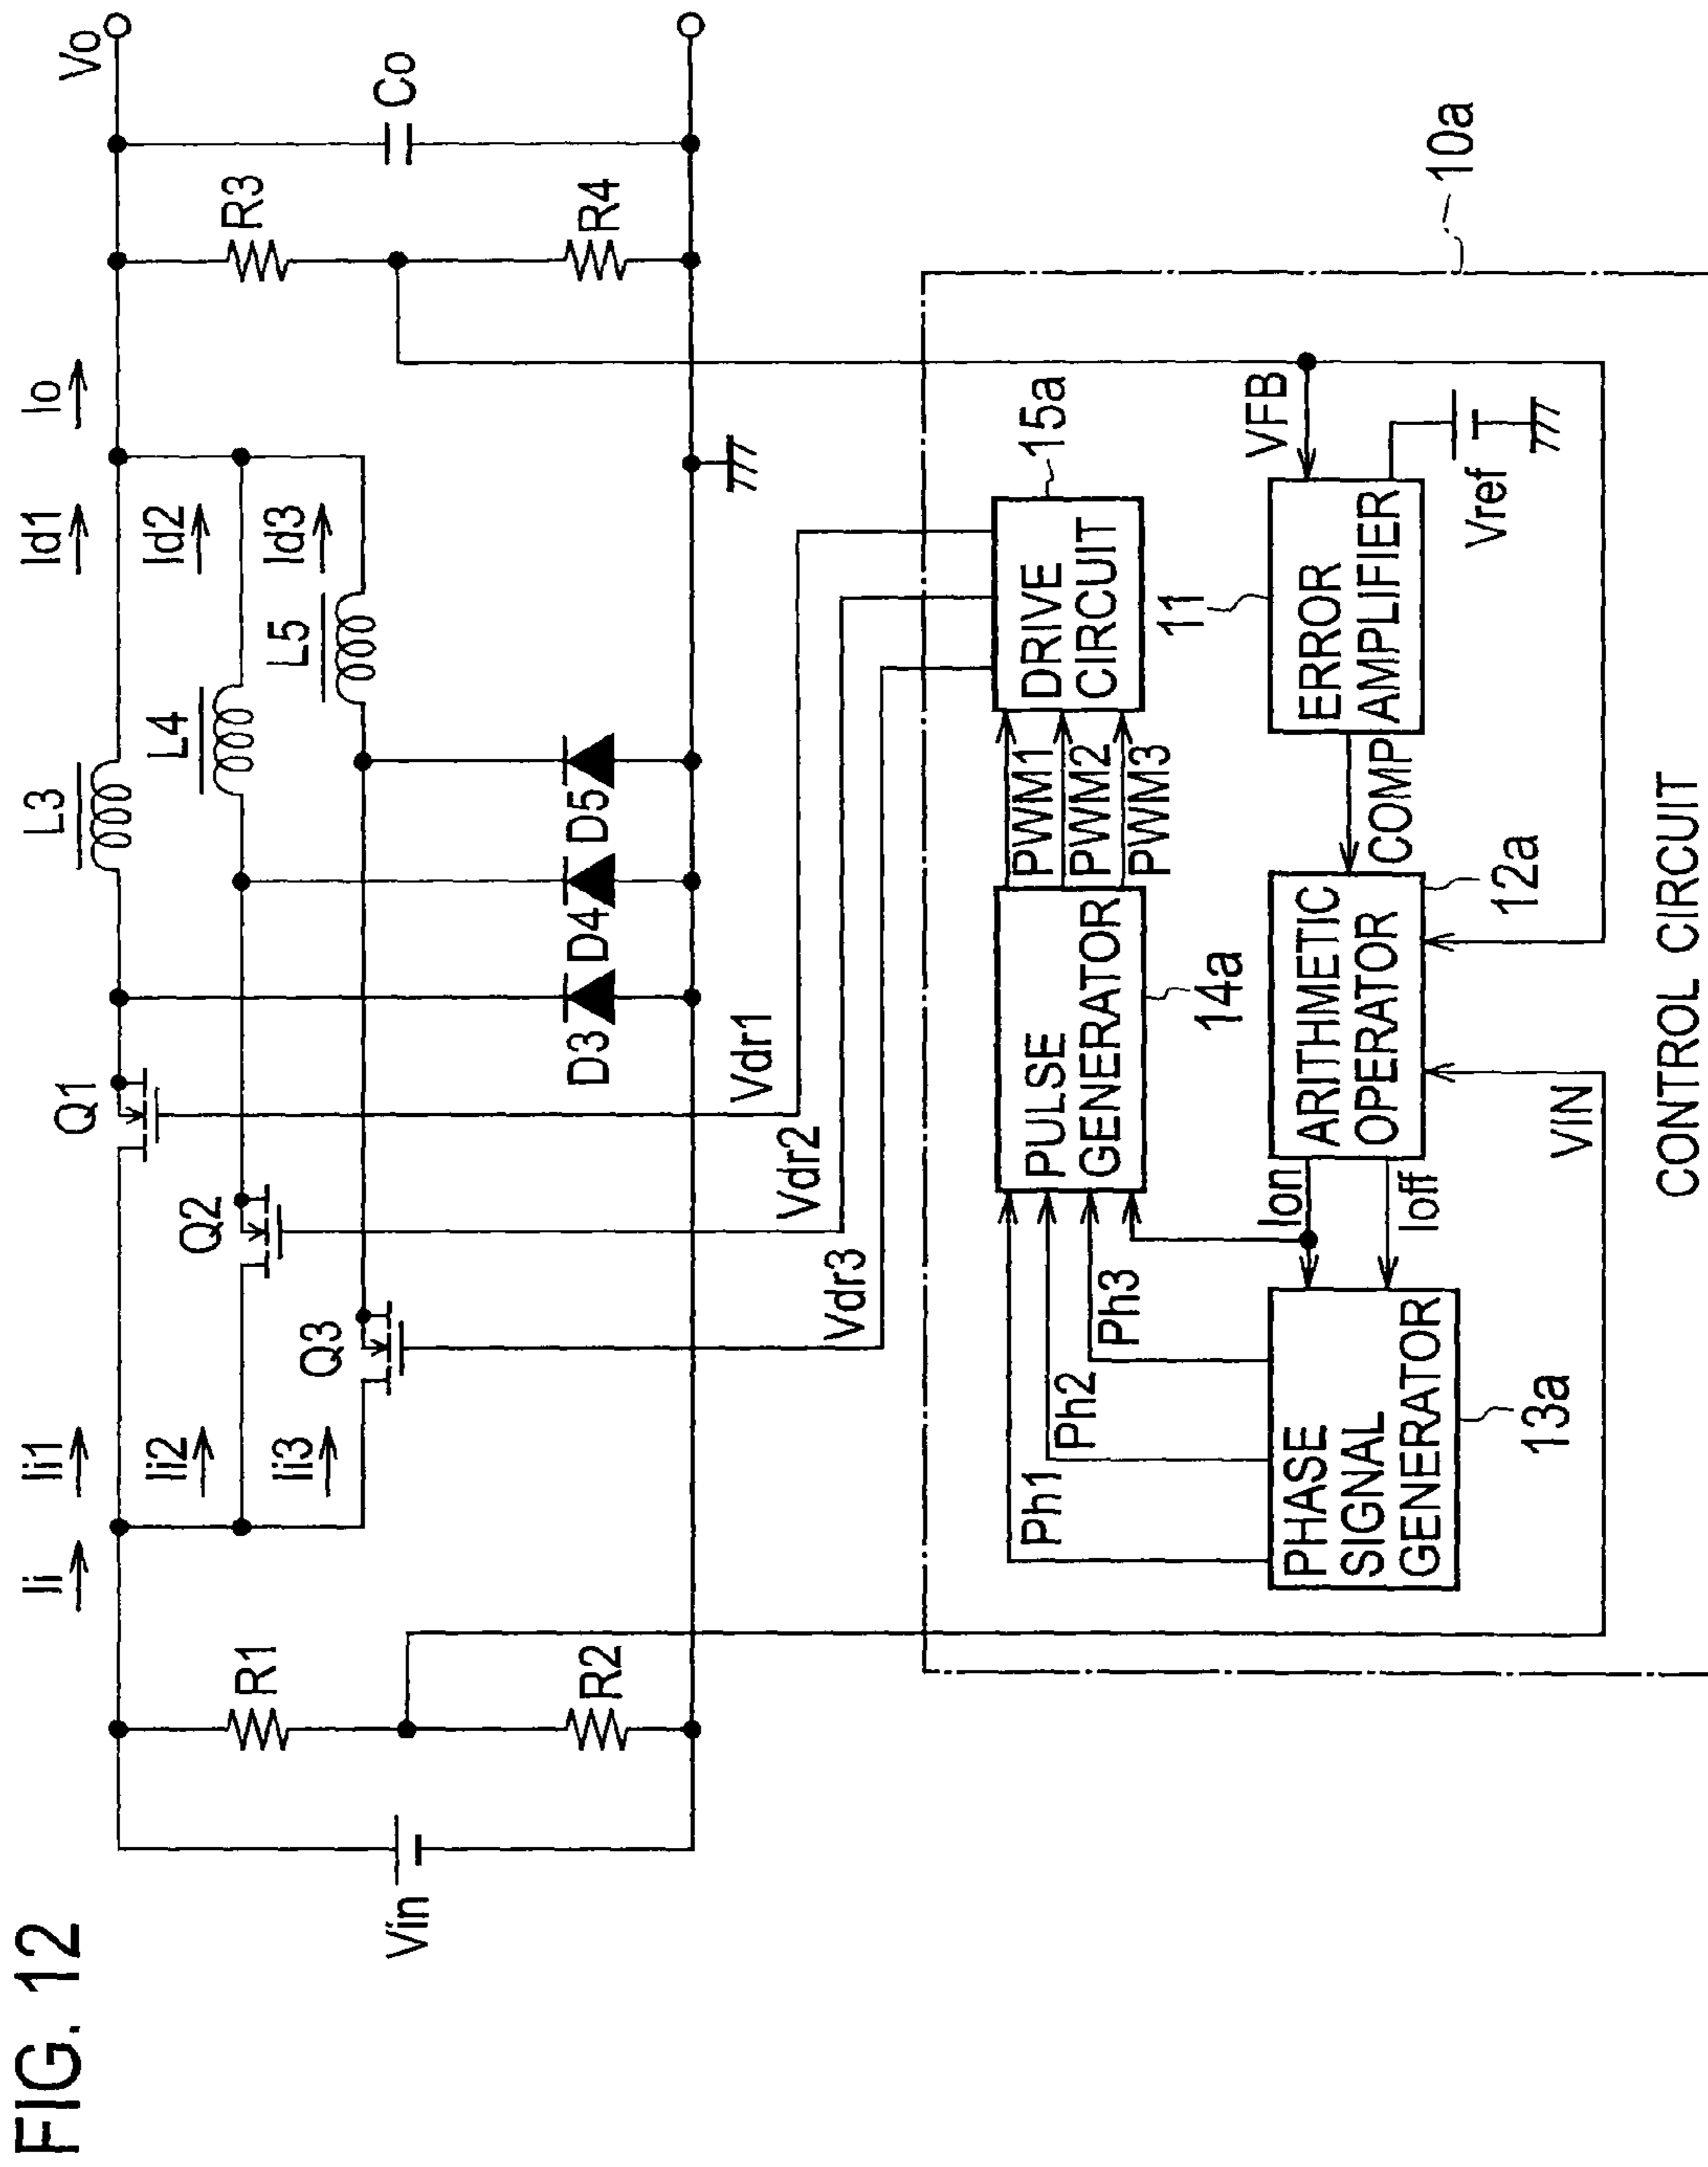 FIG. 12
Vin
R1
R2
Ii
Ii1
Ii2
Ii3
Q1
Q2
Q3
L3
L4
L5
D3
D4
D5
Id1
Id2
Id3
Io
R3
R4
Co
Vo
Vdr1
Vdr2
Vdr3
10a
PHASE
SIGNAL
GENERATOR
13a
Ph1
Ph2
Ph3
PULSE
GENERATOR
14a
PWM1
PWM2
PWM3
DRIVE
CIRCUIT
15a
Ion
Ioff
ARITHMETIC
OPERATOR
12a
COMP
ERROR
AMPLIFIER
11
VFB
Vref
VIN
CONTROL CIRCUIT